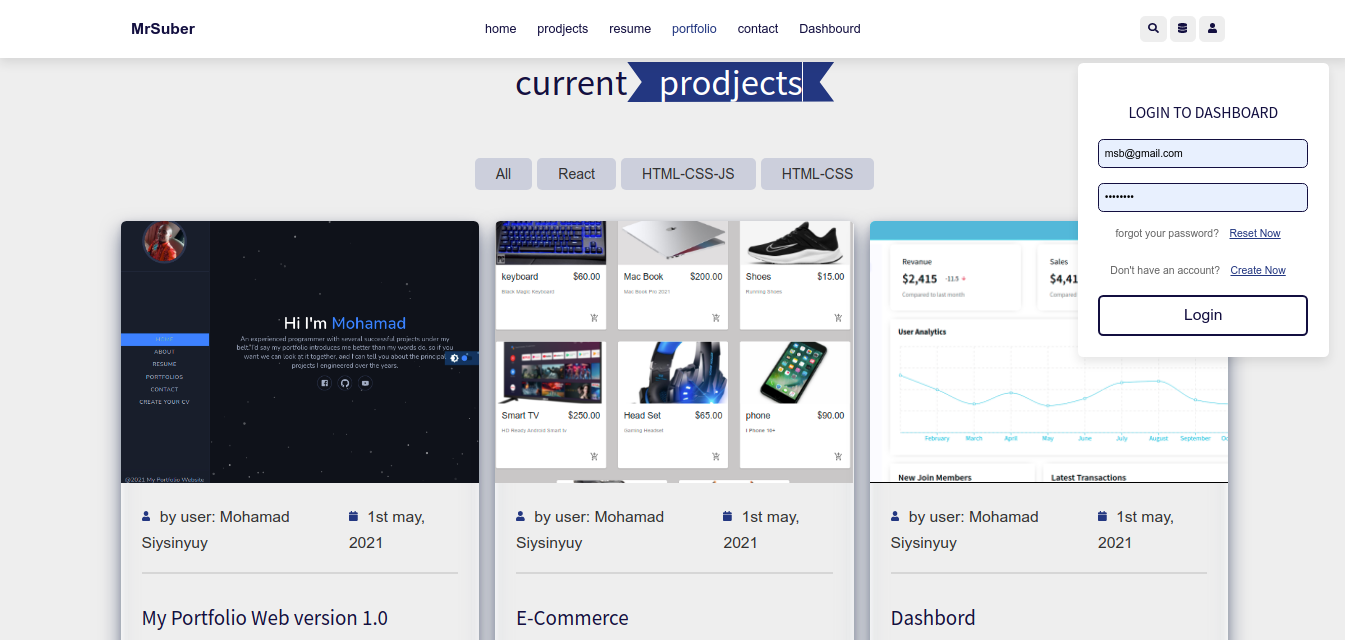 MrSuber
home prodjects resume portfolio contact Dashbourd
current prodjects
LOGIN TO DASHBOARD
msb@gmail.com
••••••••
forgot your password? Reset Now
Don't have an account? Create Now
Login
All React HTML-CSS-JS HTML-CSS
HOME
ABOUT
RESUME
PORTFOLIOS
CONTACT
CREATE YOUR CV
@2021 My Portfolio Website
Hi I'm Mohamad
An experienced programmer with several successful projects under my
belt."I'd say my portfolio introduces me better than my words do, so if you
want we can look at it together, and I can tell you about the principal
projects I engineered over the years.
keyboard $60.00
Black Magic Keyboard
Mac Book $200.00
Mac Book Pro 2021
Shoes $15.00
Running Shoes
Smart TV $250.00
HD Ready Android Smart tv
Head Set $65.00
Gaming Headset
phone $90.00
I Phone 10+
Revenue
$2,415 -11.5
Compared to last month
Sales
$4,41
Compa
User Analytics
February March April May June July August September Oc
New Join Members Latest Transactions
by user: Mohamad 1st may,
Siysinyuy 2021
by user: Mohamad 1st may,
Siysinyuy 2021
by user: Mohamad 1st may,
Siysinyuy 2021
My Portfolio Web version 1.0
E-Commerce
Dashbord